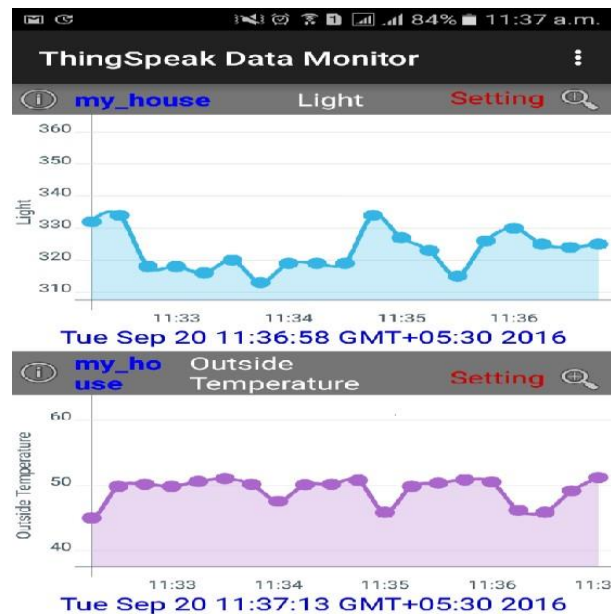 84% 11:37 a.m.
ThingSpeak Data Monitor
my_house Light Setting
360
350
340
330
320
310
Light
11:33 11:34 11:35 11:36
Tue Sep 20 11:36:58 GMT+05:30 2016
my_ho
use
Outside
Temperature
Setting
60
50
40
Outside Temperature
11:33 11:34 11:35 11:36 11:3
Tue Sep 20 11:37:13 GMT+05:30 2016